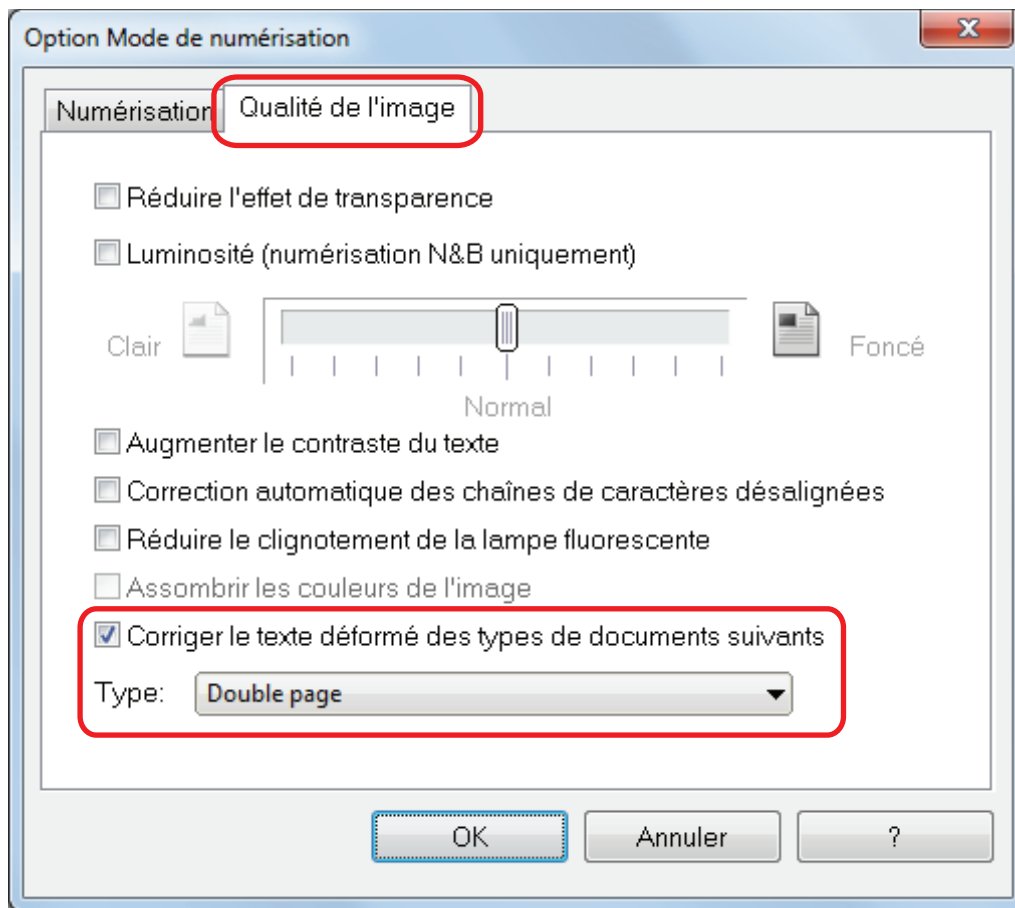 Option Mode de numérisation
Numérisation Qualité de l'image
Réduire l'effet de transparence
Luminosité (numérisation N&B uniquement)
Clair Foncé
Normal
Augmenter le contraste du texte
Correction automatique des chaînes de caractères désalignées
Réduire le clignotement de la lampe fluorescente
Assombrir les couleurs de l'image
Corriger le texte déformé des types de documents suivants
Type: Double page
OK Annuler ?